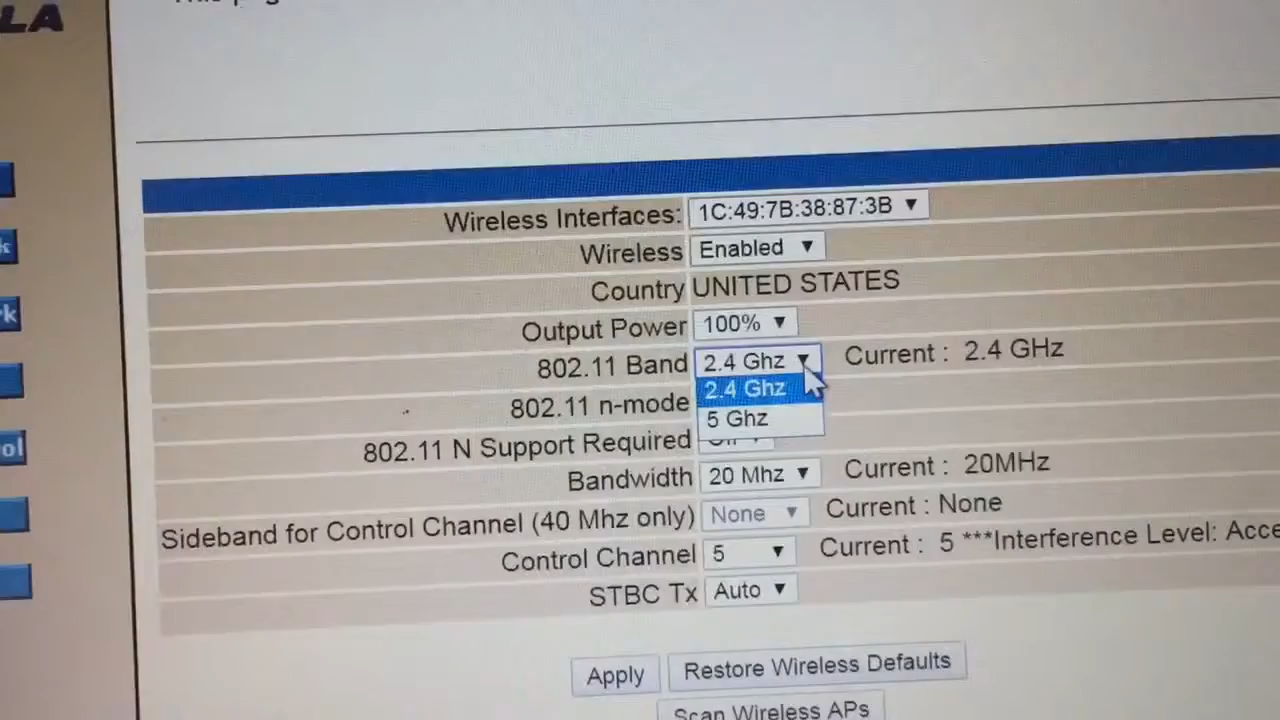 LA
Wireless Interfaces: 1C:49:7B:38:87:3B
Wireless Enabled
Country UNITED STATES
Output Power 100%
802.11 Band 2.4 Ghz Current : 2.4 GHz
2.4 Ghz
802.11 n-mode
5 Ghz
802.11 N Support Required
Bandwidth 20 Mhz Current : 20MHz
Sideband for Control Channel (40 Mhz only) None Current : None
Control Channel 5 Current : 5 ***Interference Level: Acce
STBC Tx Auto
Apply Restore Wireless Defaults
Scan Wireless APs